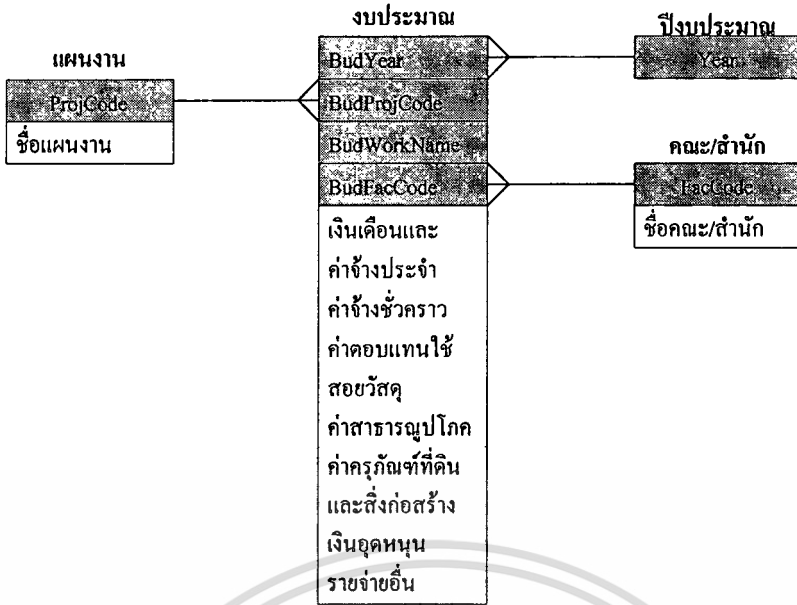 งบประมาณ
BudYear
BudProjCode
BudWorkName
BudFacCode
เงินเดือนและ
ค่าจ้างประจำ
ค่าจ้างชั่วคราว
ค่าตอบแทนใช้
สอยวัสดุ
ค่าสาธารณูปโภค
ค่าครุภัณฑ์ที่ดิน
และสิ่งก่อสร้าง
เงินอุดหนุน
รายจ่ายอื่น
แผนงาน
ProjCode
ชื่อแผนงาน
ปีงบประมาณ
Year
คณะ/สำนัก
FacCode
ชื่อคณะ/สำนัก